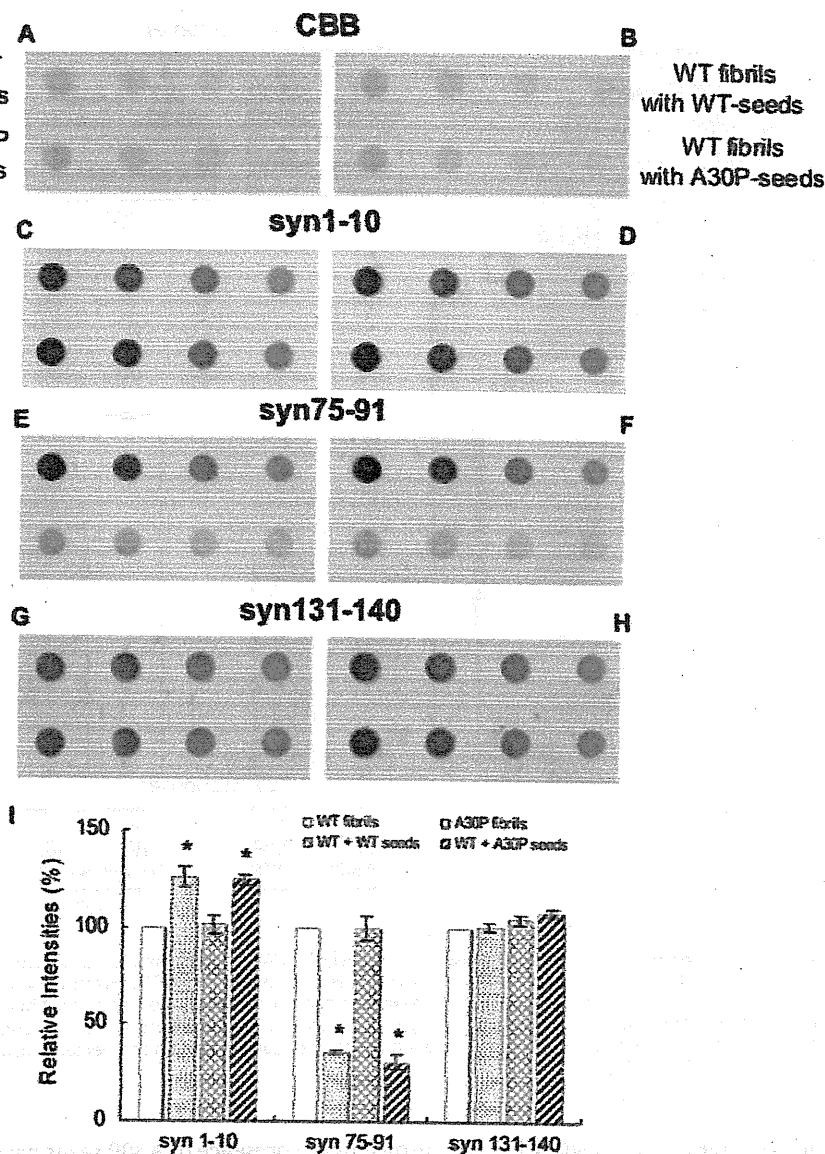 A CBB B
s
P
s
WT fibrils
with WT-seeds
WT fibrils
with A30P-seeds
C syn1-10 D
E syn75-91 F
G syn131-140 H
I
150
100
50
0
Relative Intensities (%)
WT fibrils A30P fibrils
WT + WT seeds WT + A30P seeds
* *
* *
syn 1-10 syn 75-91 syn 131-140